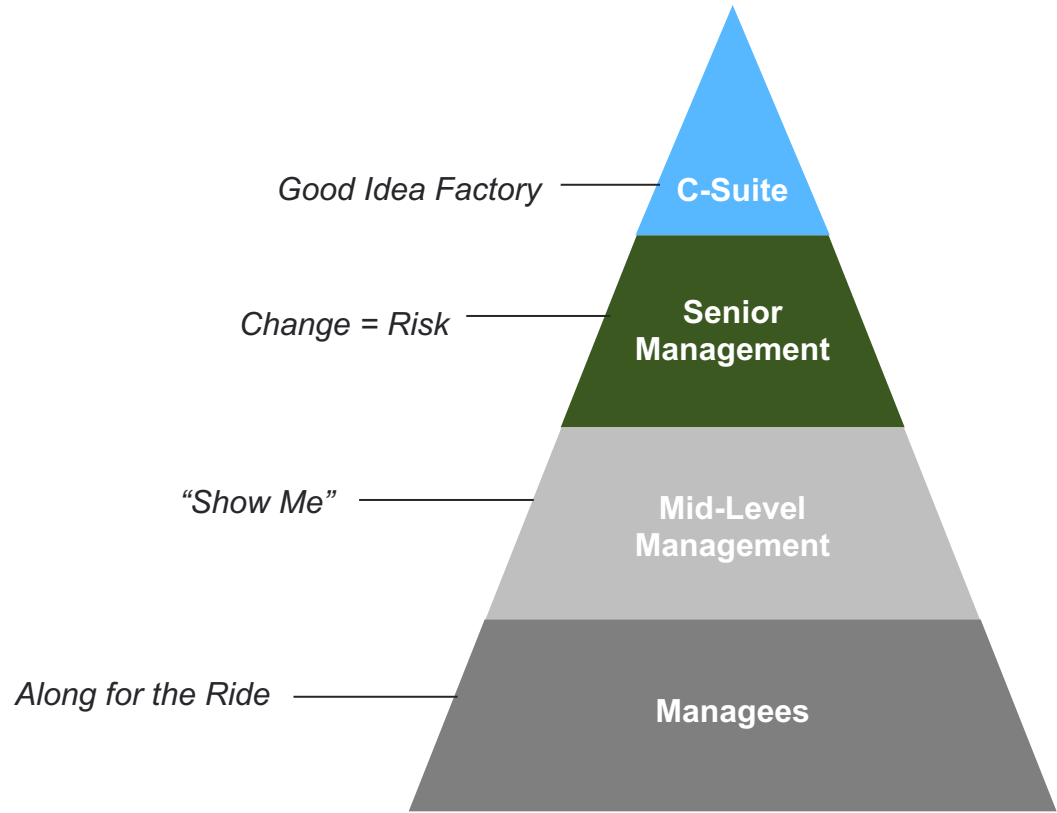 Good Idea Factory
C-Suite
Change = Risk
Senior
Management
“Show Me”
Mid-Level
Management
Along for the Ride
Managees